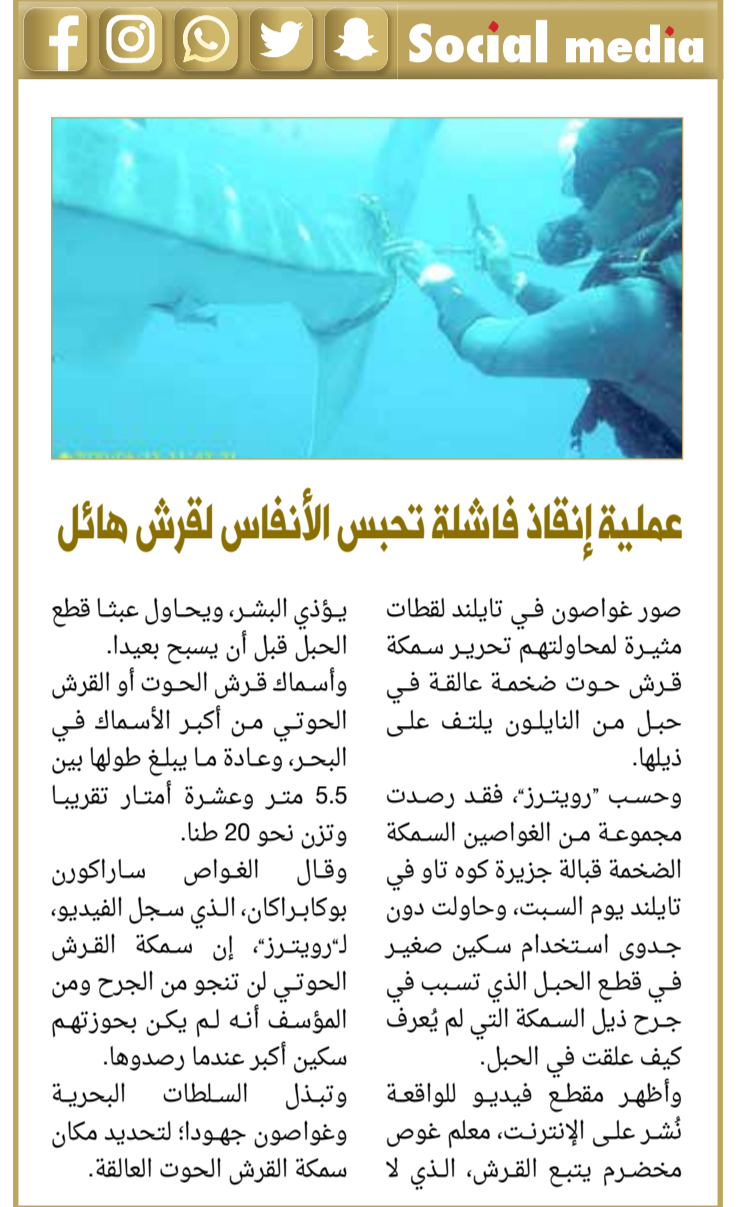 Social media
عملية إنقاذ فاشلة تحبس الأنفاس لقرش هائل
صور غواصون في تايلند لقطات
مثيرة لمحاولتهم تحرير سمكة
قرش حوت ضخمة عالقة في
حبل من النايلون يلتف على
ذيلها.
وحسب ”رويترز“، فقد رصدت
مجموعة من الغواصين السمكة
الضخمة قبالة جزيرة كوه تاو في
تايلند يوم السبت، وحاولت دون
جدوى استخدام سكين صغير
في قطع الحبل الذي تسبب في
جرح ذيل السمكة التي لم يُعرف
كيف علقت في الحبل.
وأظهر مقطع فيديو للواقعة
نُشر على الإنترنت، معلم غوص
مخضرم يتبع القرش، الذي لا
يؤذي البشر، ويحاول عبثا قطع
الحبل قبل أن يسبح بعيدا.
وأسماك قرش الحوت أو القرش
الحوتي من أكبر الأسماك في
البحر، وعادة ما يبلغ طولها بين
5.5 متر وعشرة أمتار تقريبا
وتزن نحو 20 طنا.
وقال الغواص ساراكورن
بوكابراكان، الذي سجل الفيديو،
لـ“رويترز“، إن سمكة القرش
الحوتي لن تنجو من الجرح ومن
المؤسف أنه لم يكن بحوزتهم
سكين أكبر عندما رصدوها.
وتبذل السلطات البحرية
وغواصون جهودا؛ لتحديد مكان
سمكة القرش الحوت العالقة.